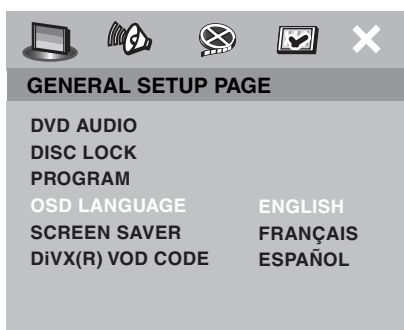 GENERAL SETUP PAGE
DVD AUDIO
DISC LOCK
PROGRAM
OSD LANGUAGE ENGLISH
SCREEN SAVER FRANÇAIS
DiVX(R) VOD CODE ESPAÑOL